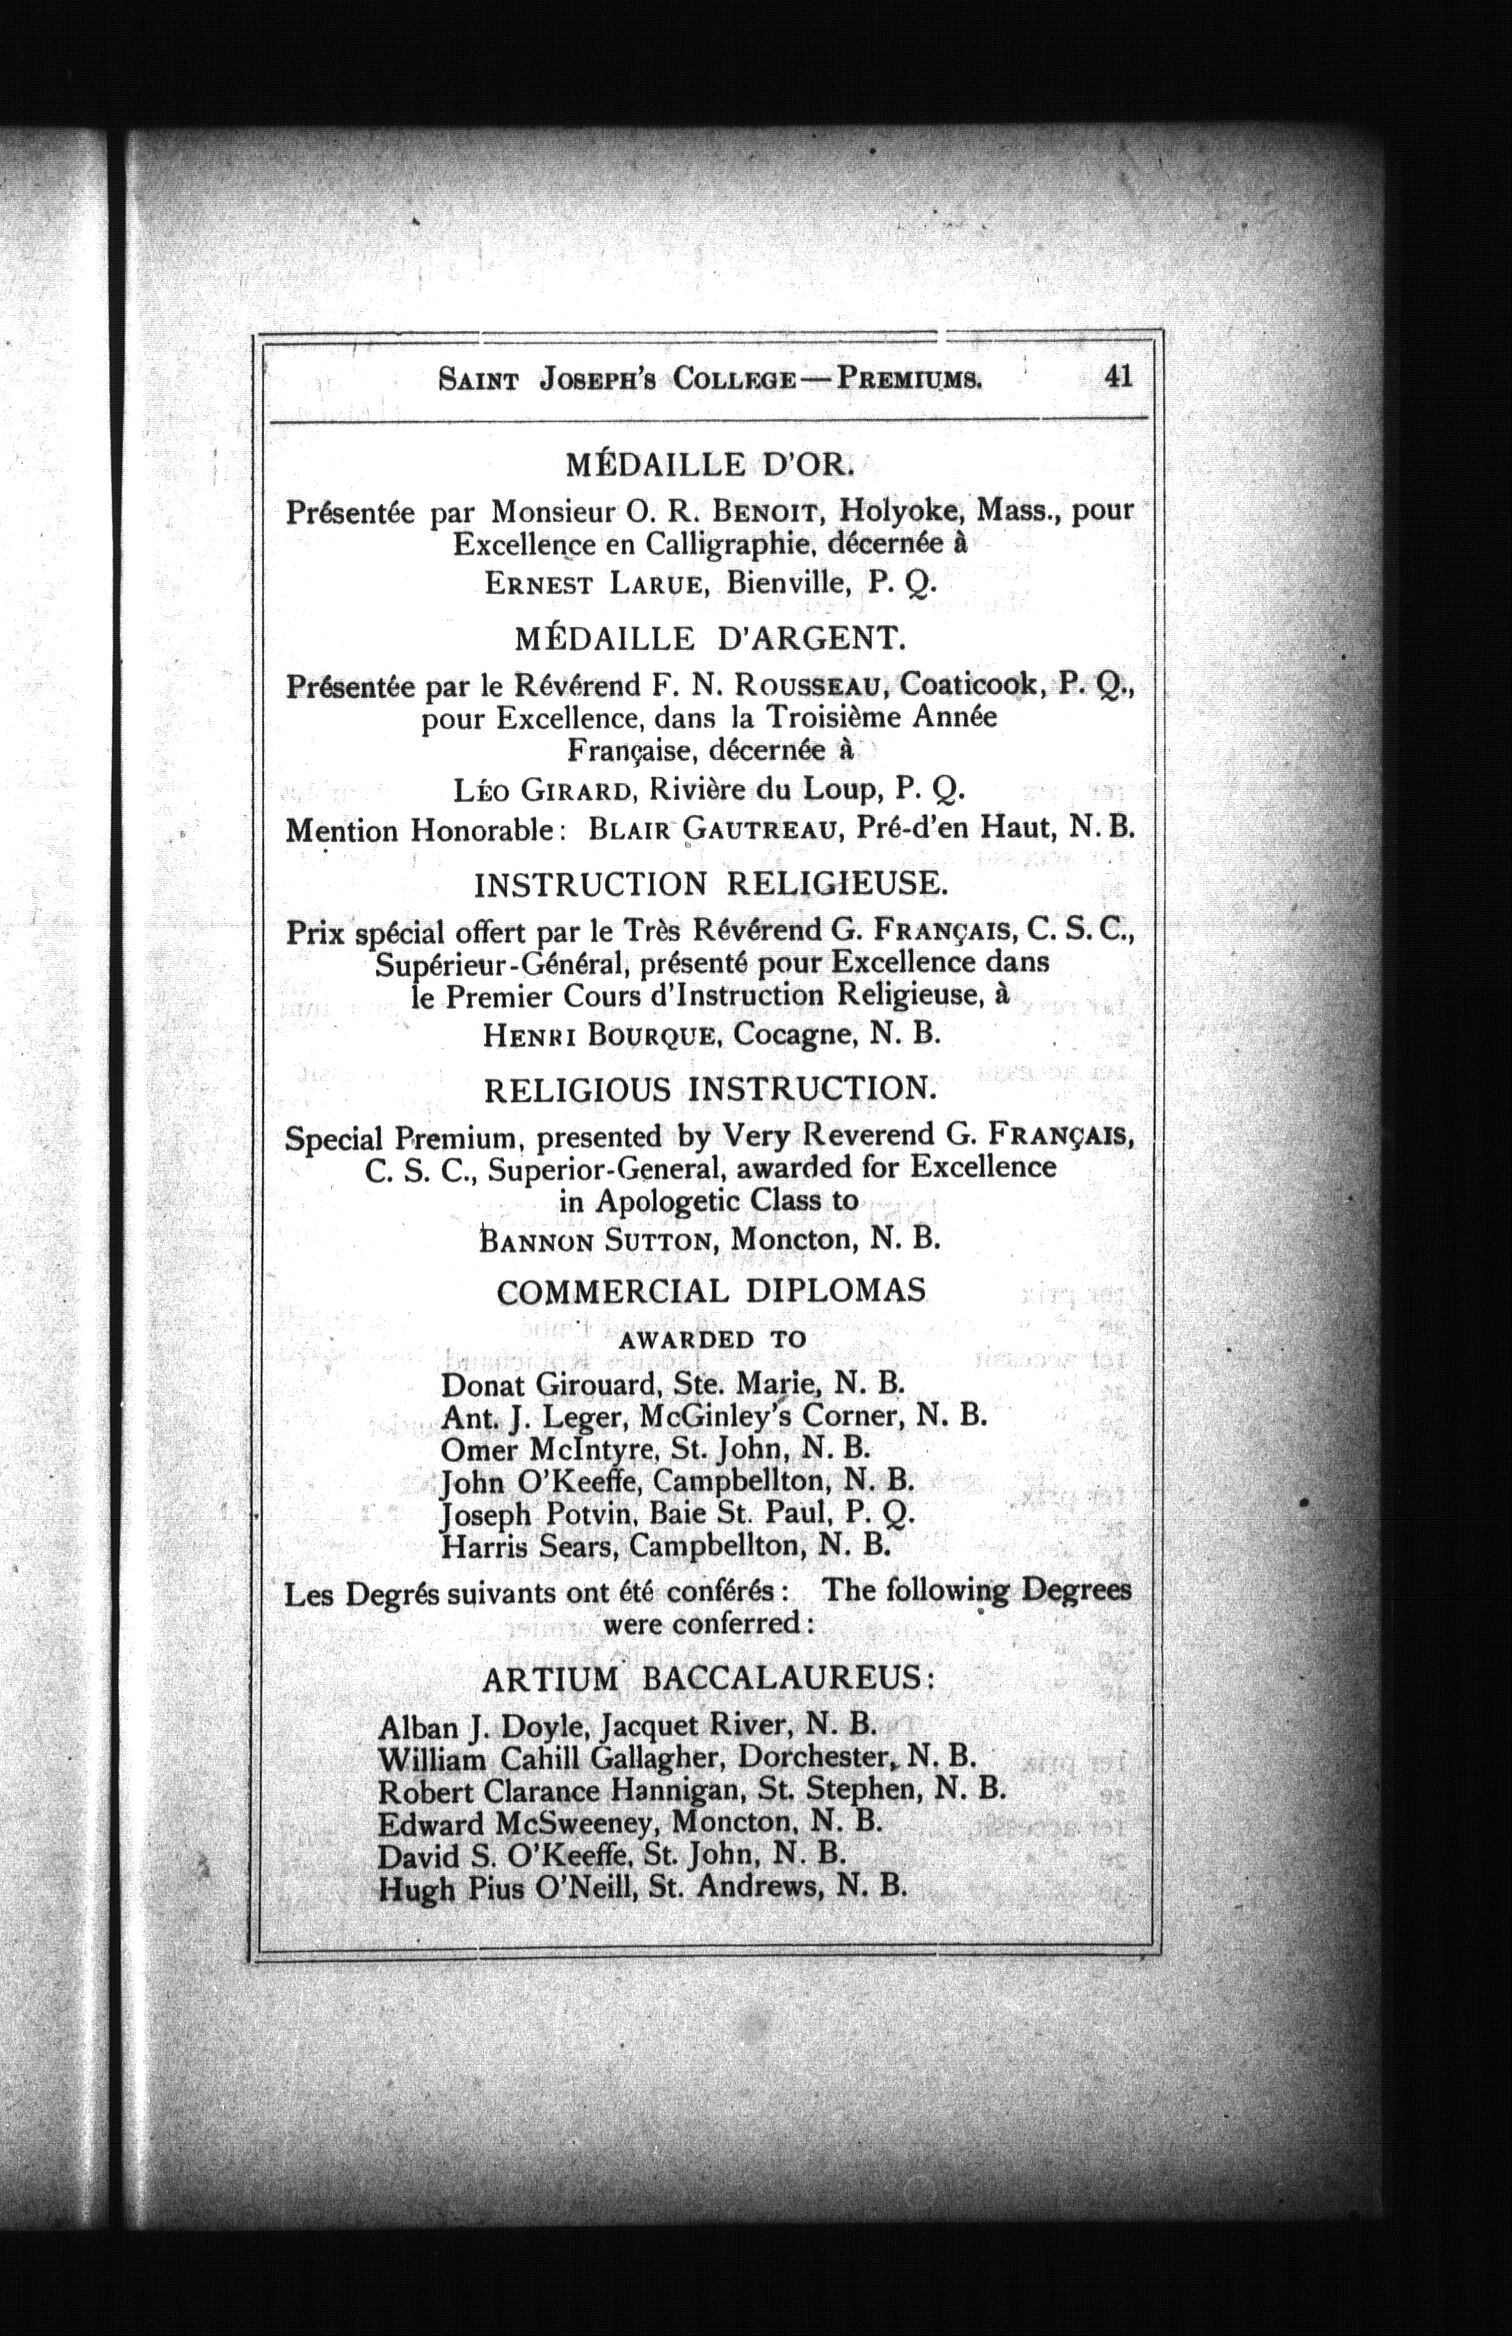 SAINT JOSEPH'S COLLEGE—PREMIUMS. 41
MÉDAILLE D'OR.
Présentée par Monsieur O. R. BENOIT, Holyoke, Mass., pour
Excellence en Calligraphie, décernée à
ERNEST LARUE, Bienville, P. Q.
MÉDAILLE D'ARGENT.
Présentée par le Révérend F. N. ROUSSEAU, Coaticook, P. Q.,
pour Excellence, dans la Troisième Année
Française, décernée à
LÉO GIRARD, Rivière du Loup, P. Q.
Mention Honorable: BLAIR GAUTREAU, Pré-d'en Haut, N. B.
INSTRUCTION RELIGIEUSE.
Prix spécial offert par le Très Révérend G. FRANÇAIS, C. S. C.,
Supérieur-Général, présenté pour Excellence dans
le Premier Cours d'Instruction Religieuse, à
HENRI BOURQUE, Cocagne, N. B.
RELIGIOUS INSTRUCTION.
Special Premium, presented by Very Reverend G. FRANÇAIS,
C. S. C., Superior-General, awarded for Excellence
in Apologetic Class to
BANNON SUTTON, Moncton, N. B.
COMMERCIAL DIPLOMAS
AWARDED TO
Donat Girouard, Ste. Marie, N. B.
Ant. J. Leger, McGinley's Corner, N. B.
Omer McIntyre, St. John, N. B.
John O'Keeffe, Campbellton, N. B.
Joseph Potvin, Baie St. Paul, P. Q.
Harris Sears, Campbellton, N. B.
Les Degrés suivants ont été conférés: The following Degrees
were conferred:
ARTIUM BACCALAUREUS:
Alban J. Doyle, Jacquet River, N. B.
William Cahill Gallagher, Dorchester, N. B.
Robert Clarance Hannigan, St. Stephen, N. B.
Edward McSweeney, Moncton, N. B.
David S. O'Keeffe, St. John, N. B.
Hugh Pius O'Neill, St. Andrews, N. B.